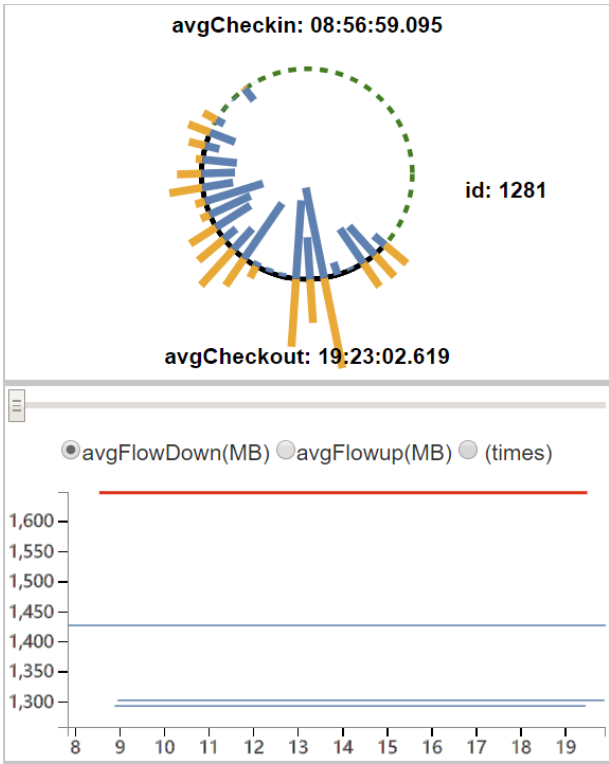 avgCheckin: 08:56:59.095
id: 1281
avgCheckout: 19:23:02.619
avgFlowDown(MB) avgFlowup(MB) (times)
1,600
1,550
1,500
1,450
1,400
1,350
1,300
8 9 10 11 12 13 14 15 16 17 18 19